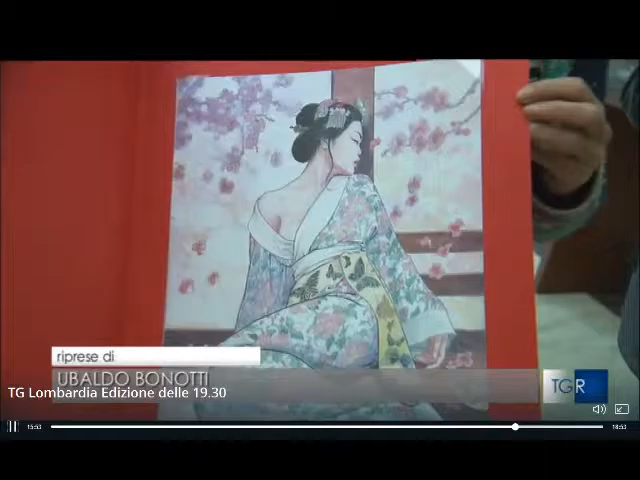 riprese di
UBALDO BONOTTI
TG Lombardia Edizione delle 19.30
TGR
15:53
18:53